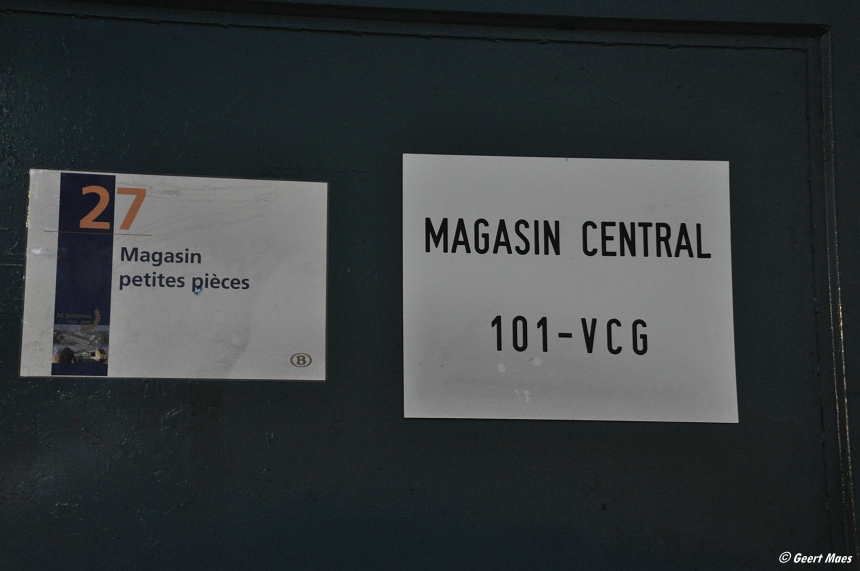 27
Magasin
petites pièces
B
MAGASIN CENTRAL
101-VCG
© Geert Maes